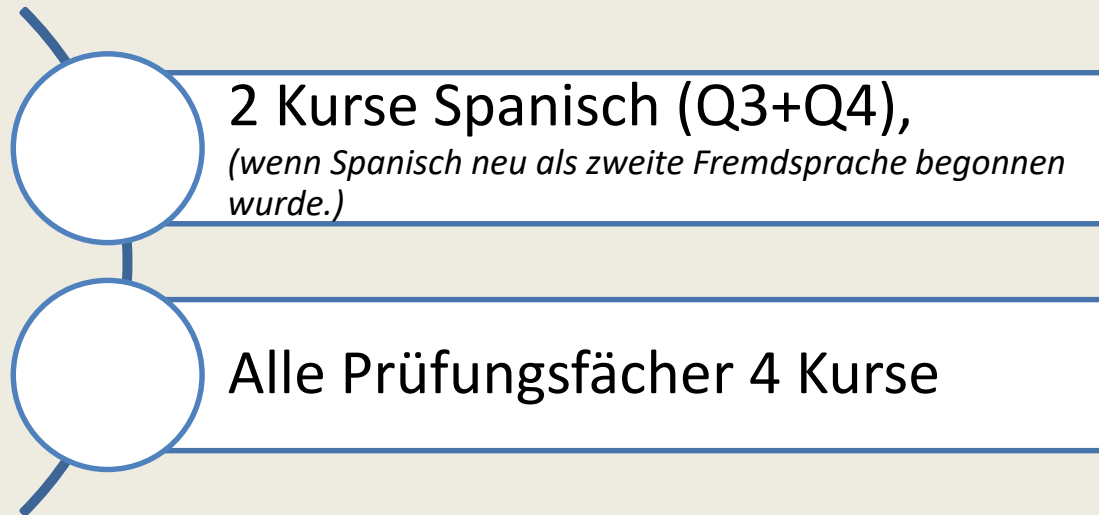 2 Kurse Spanisch (Q3+Q4),
(wenn Spanisch neu als zweite Fremdsprache begonnen
wurde.)
Alle Prüfungsfächer 4 Kurse